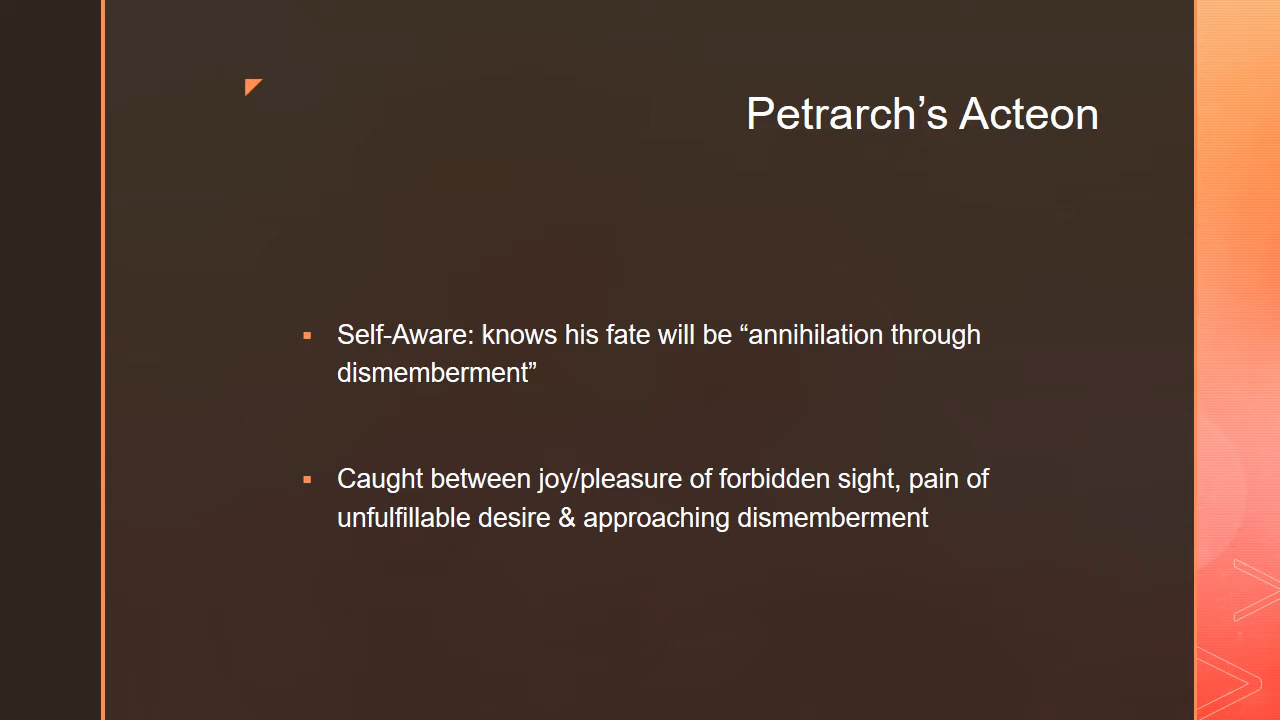 Petrarch’s Acteon
▪ Self-Aware: knows his fate will be “annihilation through
dismemberment”
▪ Caught between joy/pleasure of forbidden sight, pain of
unfulfillable desire & approaching dismemberment